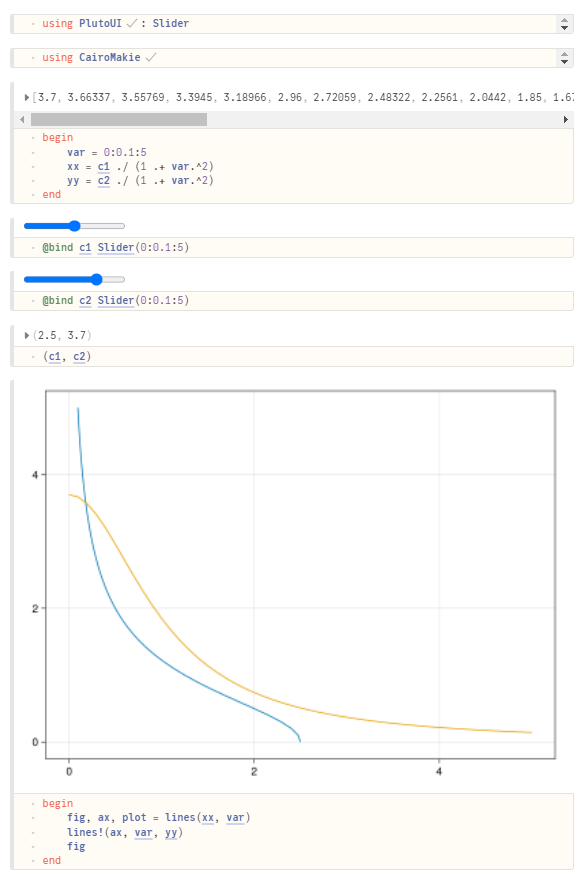 using PlutoUI ✓ : Slider
using CairoMakie ✓
[3.7, 3.66337, 3.55769, 3.3945, 3.18966, 2.96, 2.72059, 2.48322, 2.2561, 2.0442, 1.85, 1.67
begin
var = 0:0.1:5
xx = c1 ./ (1 .+ var.^2)
yy = c2 ./ (1 .+ var.^2)
end
@bind c1 Slider(0:0.1:5)
@bind c2 Slider(0:0.1:5)
(2.5, 3.7)
(c1, c2)
4
2
0
0 2 4
begin
fig, ax, plot = lines(xx, var)
lines!(ax, var, yy)
fig
end